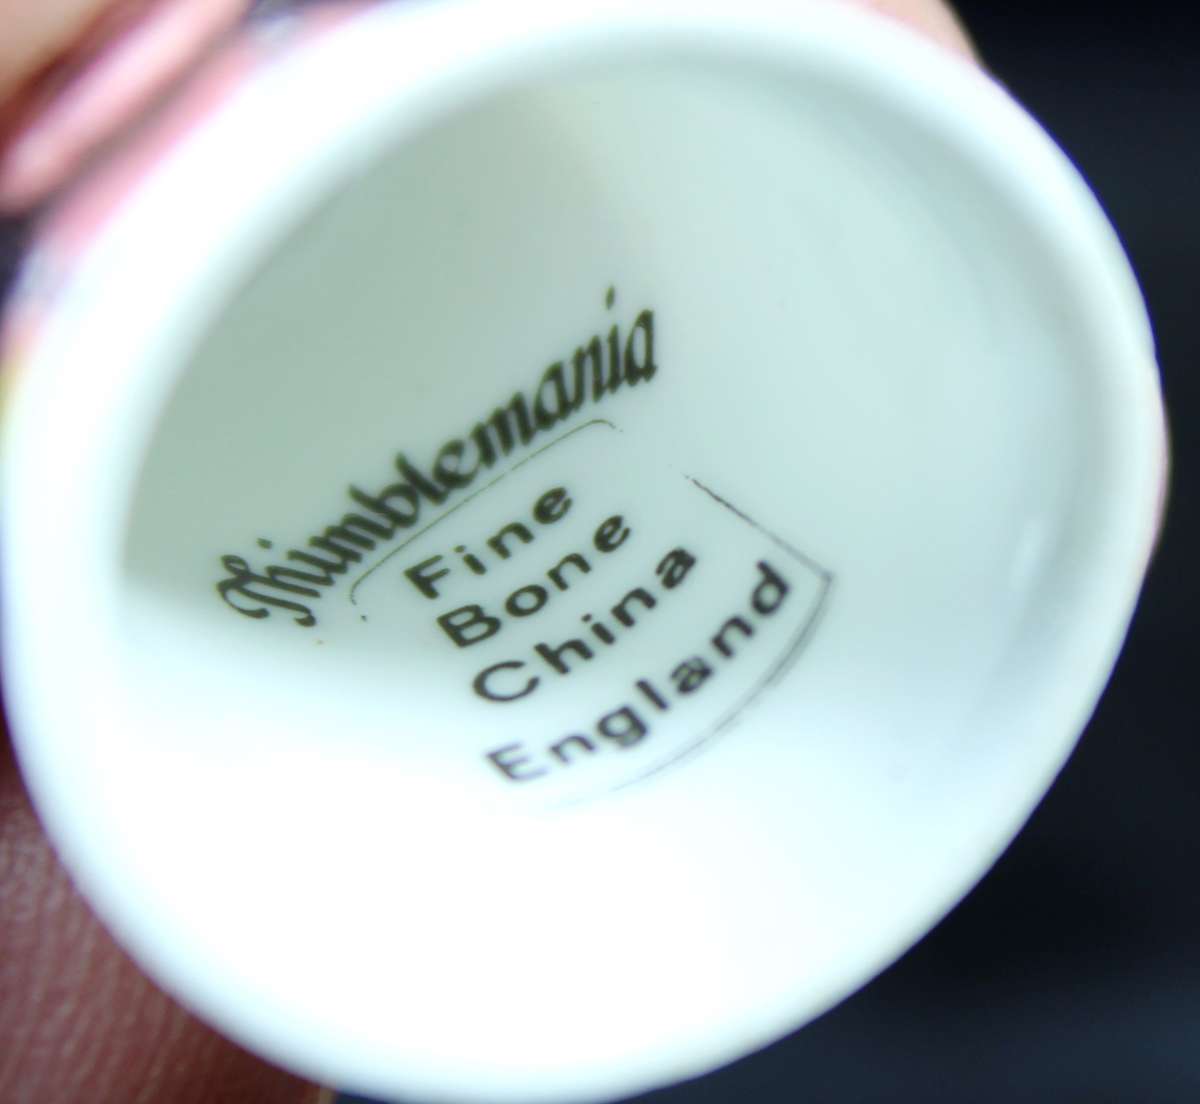 Thimblemania
Fine
Bone
China
England